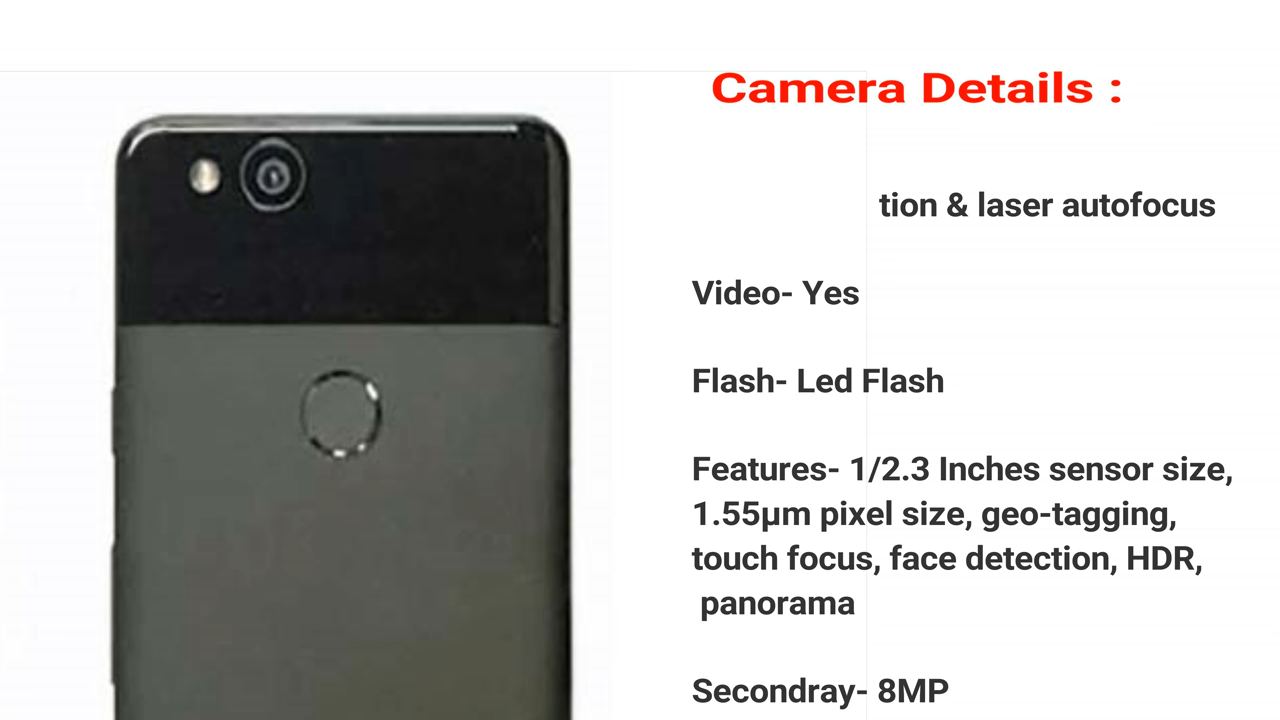 Camera Details :
tion & laser autofocus
Video- Yes
Flash- Led Flash
Features- 1/2.3 Inches sensor size,
1.55μm pixel size, geo-tagging,
touch focus, face detection, HDR,
panorama
Secondray- 8MP